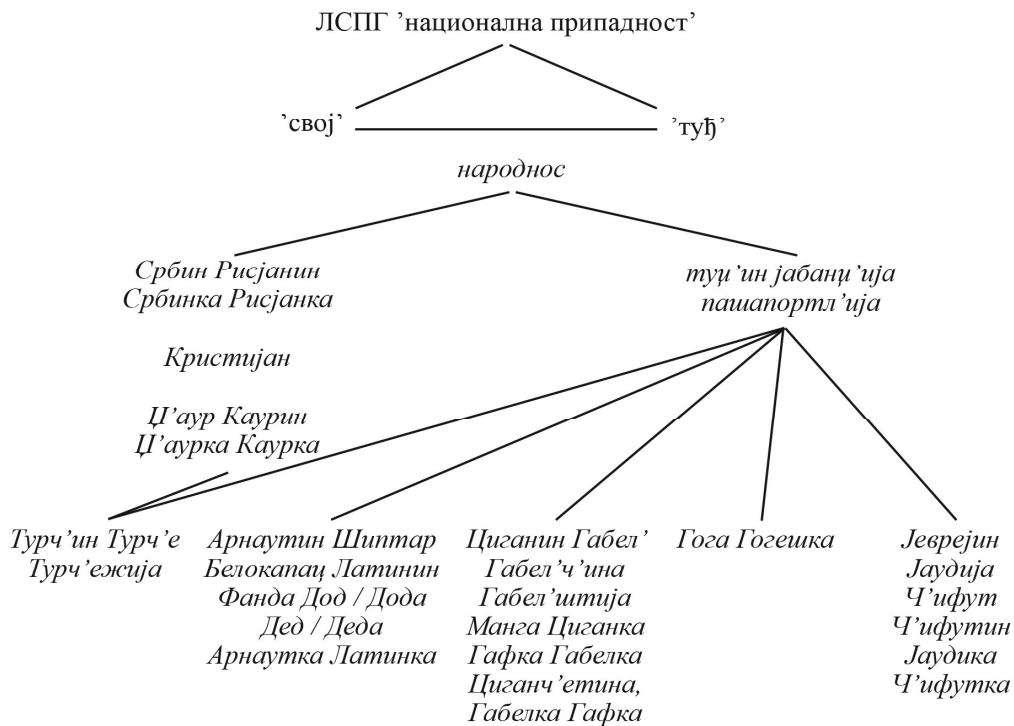 ЛСПГ ’национална припадност’
’свој’ ’туђ’
народнос
Србин Рисјанин
Србинка Рисјанка
туџ’ин јабанџ’ија
пашапортл’ија
Кристијан
Џ’аур Каурин
Џ’аурка Каурка
Турч’ин Турч’е
Турч’ежија
Арнаутин Шиптар
Белокапац Латинин
Фанда Дод / Дода
Дед / Деда
Арнаутка Латинка
Циганин Габел’
Габел’ч’ина
Габел’штија
Манга Циганка
Гафка Габелка
Циганч’етина,
Габелка Гафка
Гога Гогешка
Јеврејин
Јаудија
Ч’ифут
Ч’ифутин
Јаудика
Ч’ифутка